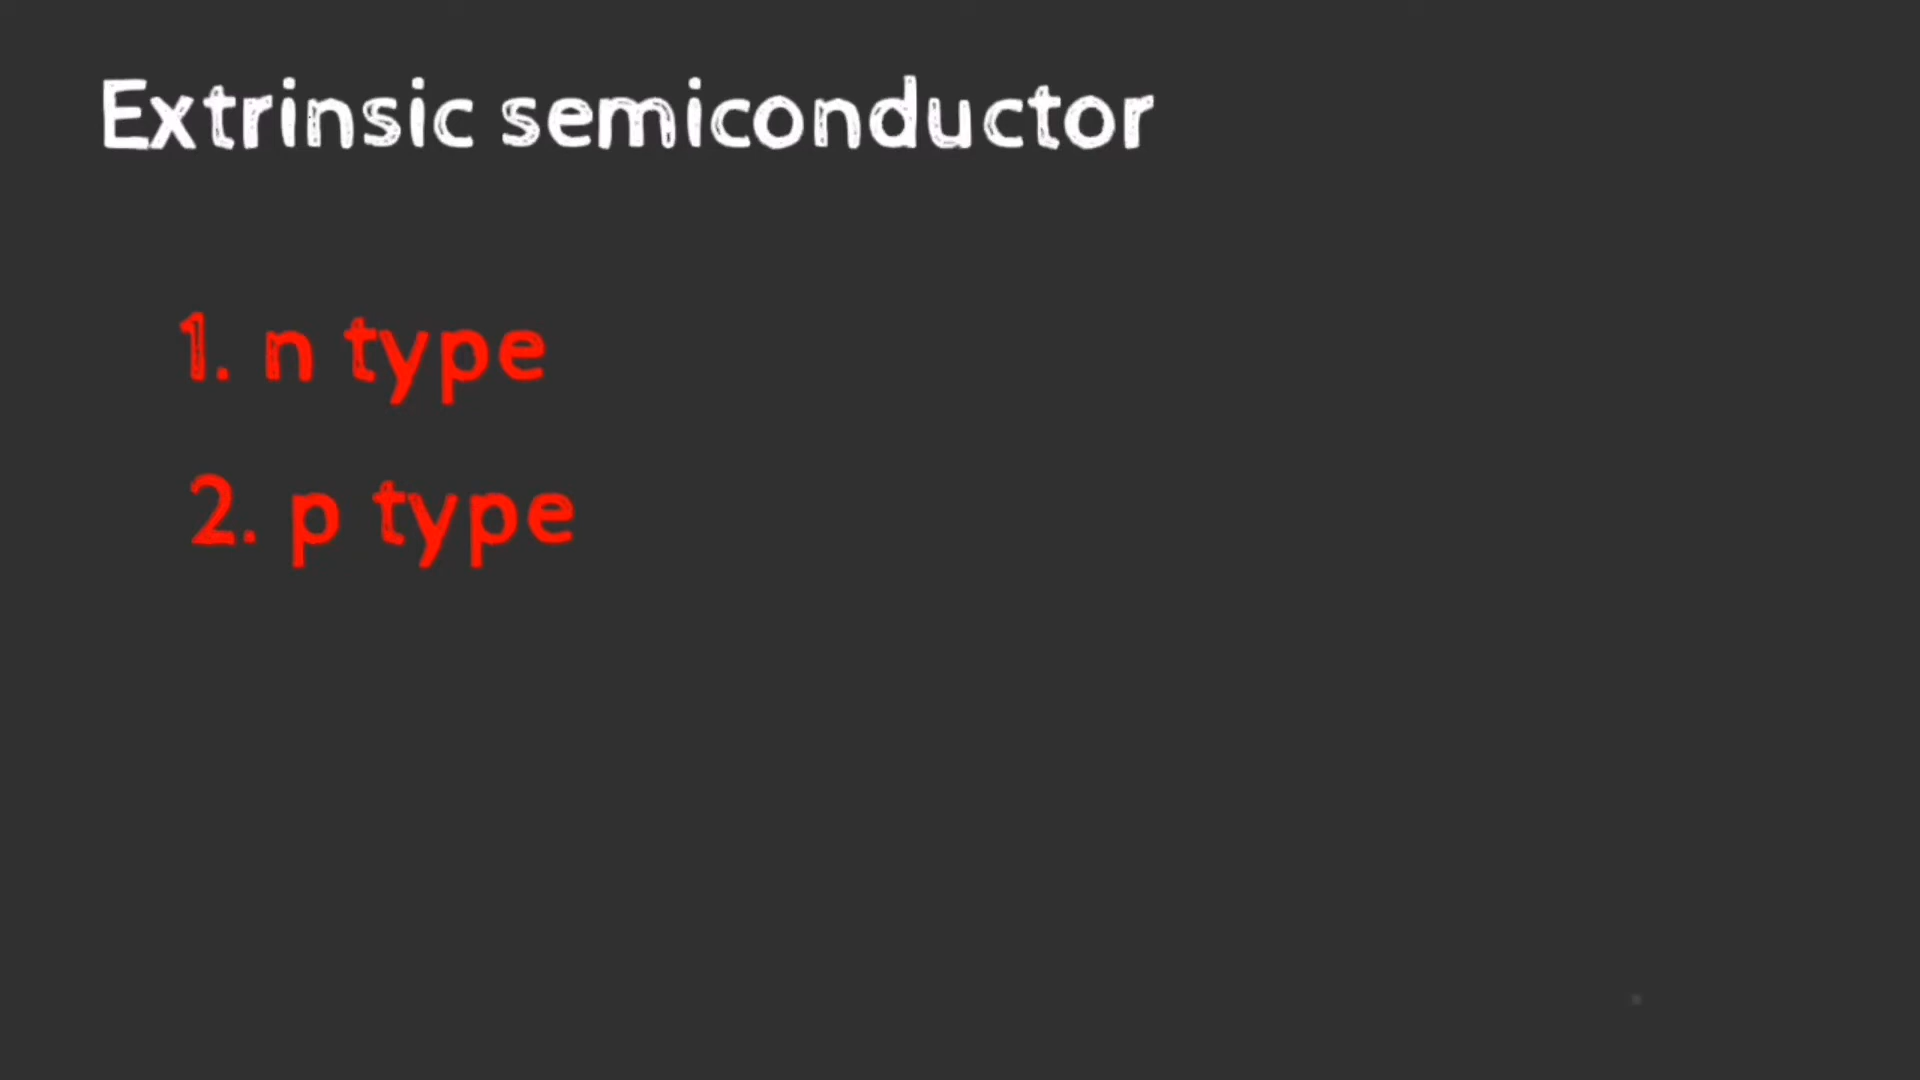 Extrinsic semiconductor
1. n type
2. p type